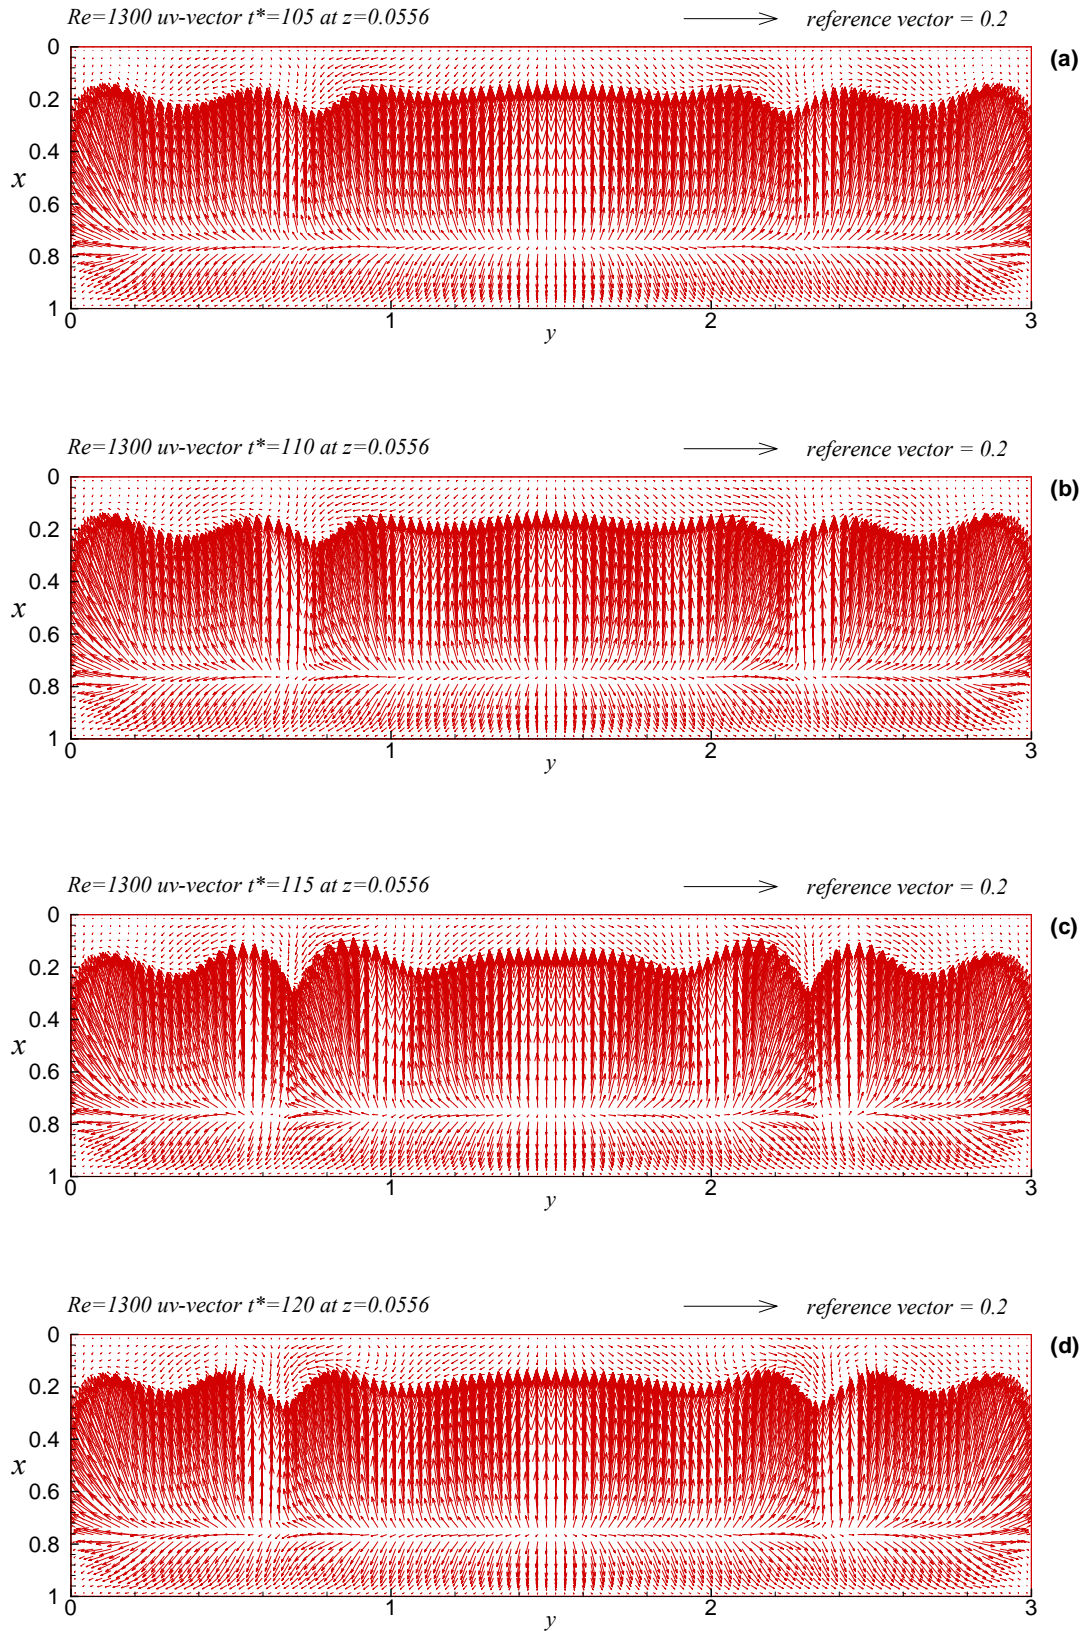 Re=1300 uv-vector t*=105 at z=0.0556 reference vector = 0.2
(a)
0
0.2
0.4
x
0.6
0.8
1
0 1 2 3
y
Re=1300 uv-vector t*=110 at z=0.0556 reference vector = 0.2
(b)
0
0.2
0.4
x
0.6
0.8
1
0 1 2 3
y
Re=1300 uv-vector t*=115 at z=0.0556 reference vector = 0.2
(c)
0
0.2
0.4
x
0.6
0.8
1
0 1 2 3
y
Re=1300 uv-vector t*=120 at z=0.0556 reference vector = 0.2
(d)
0
0.2
0.4
x
0.6
0.8
1
0 1 2 3
y